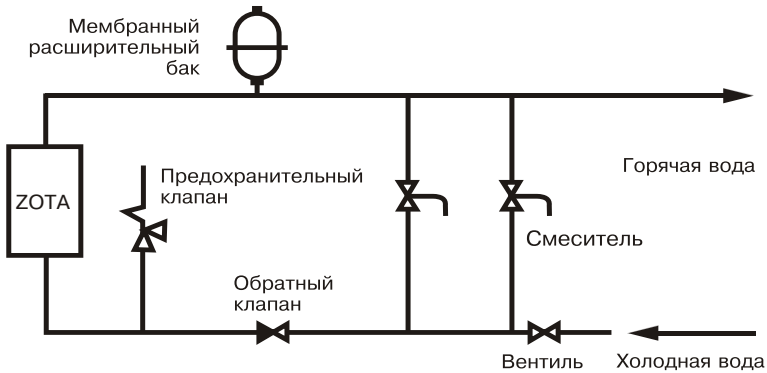 Мембранный
расширительный
бак
Горячая вода
Предохранительный
клапан
ZOTA
Смеситель
Обратный
клапан
Вентиль
Холодная вода